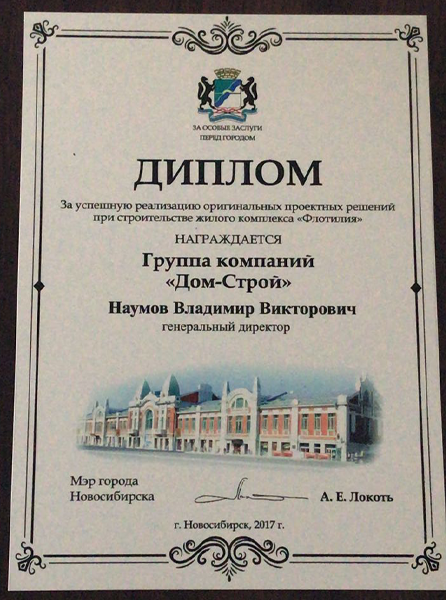 ЗА ОСОБЫЕ ЗАСЛУГИ
ПЕРЕД ГОРОДОМ
ДИПЛОМ
За успешную реализацию оригинальных проектных решений
при строительстве жилого комплекса «Флотилия»
НАГРАЖДАЕТСЯ
Группа компаний
«Дом-Строй»
Наумов Владимир Викторович
генеральный директор
Мэр города
Новосибирска
А. Е. Локоть
г. Новосибирск, 2017 г.